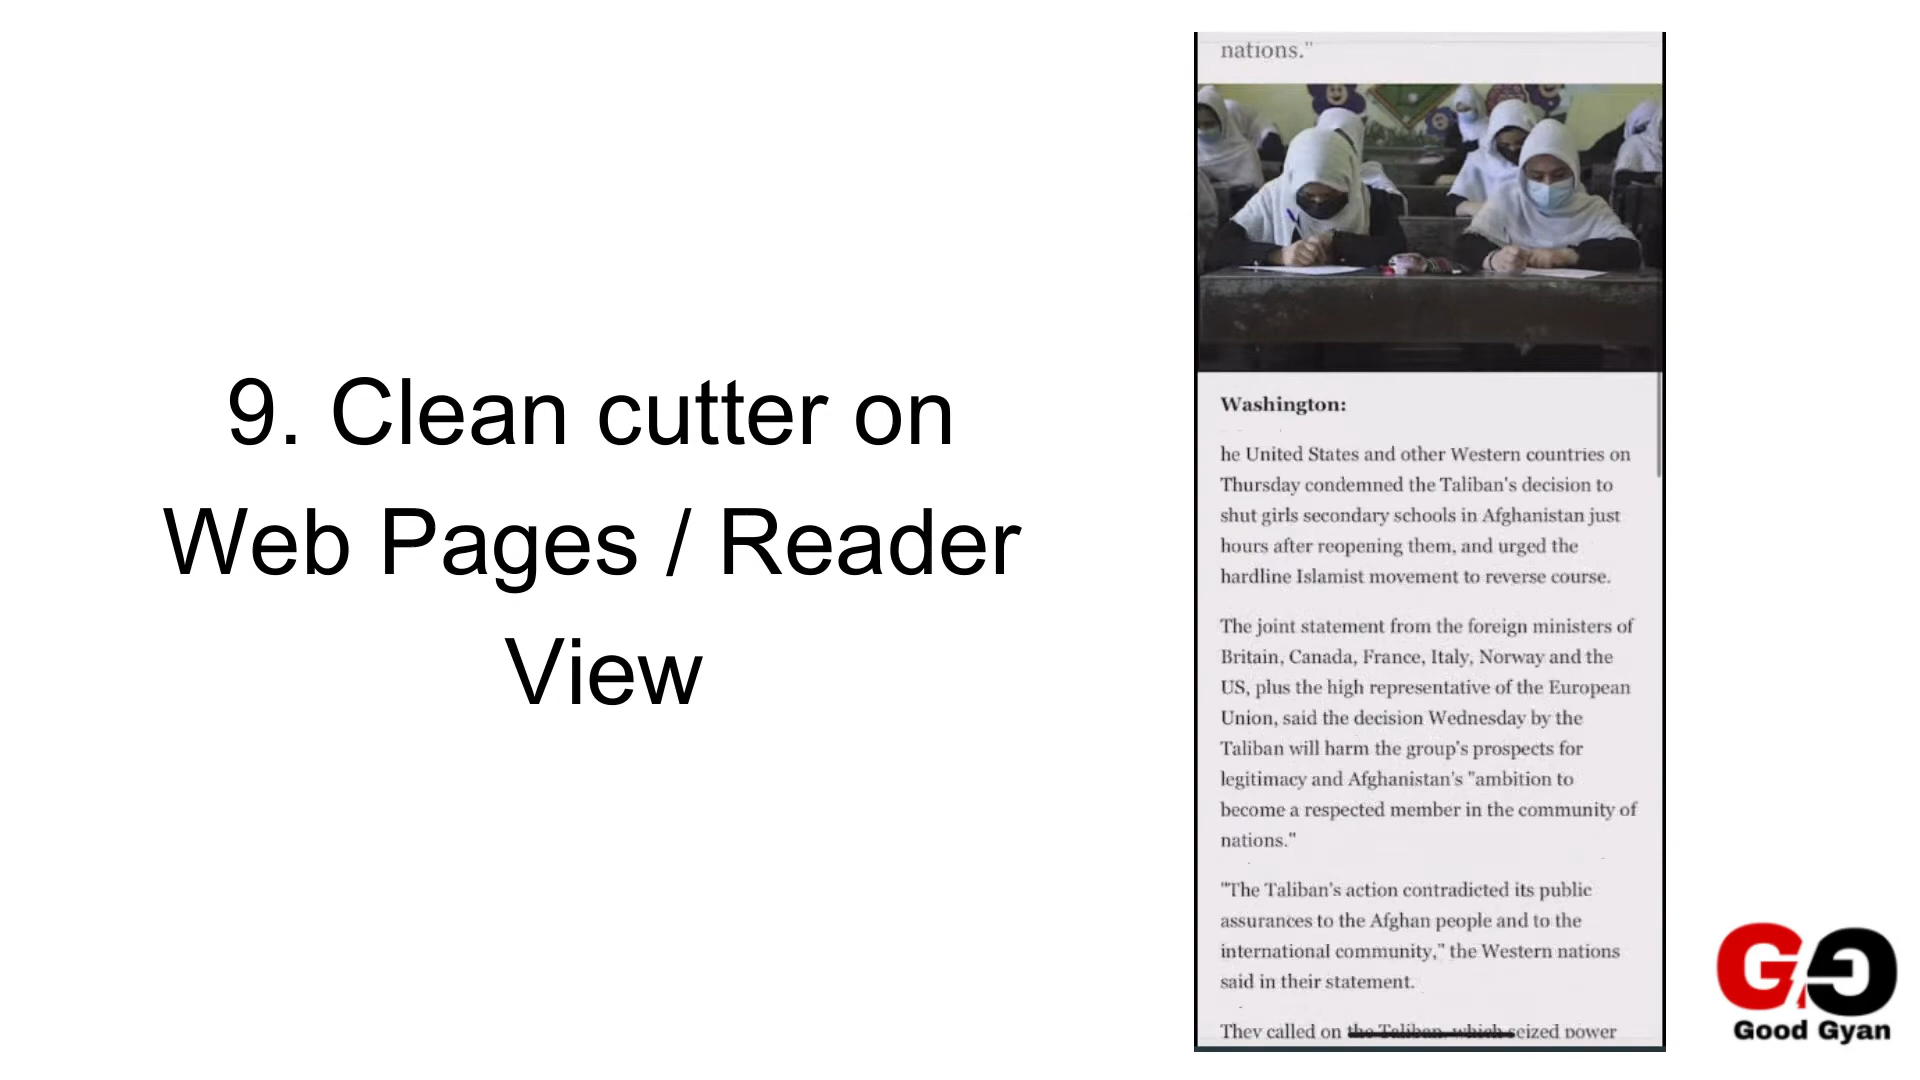 9. Clean cutter on
Web Pages / Reader
View
nations."
Washington:
he United States and other Western countries on
Thursday condemned the Taliban's decision to
shut girls secondary schools in Afghanistan just
hours after reopening them, and urged the
hardline Islamist movement to reverse course.
The joint statement from the foreign ministers of
Britain, Canada, France, Italy, Norway and the
US, plus the high representative of the European
Union, said the decision Wednesday by the
Taliban will harm the group's prospects for
legitimacy and Afghanistan's "ambition to
become a respected member in the community of
nations."
"The Taliban's action contradicted its public
assurances to the Afghan people and to the
international community," the Western nations
said in their statement.
They called on the Taliban, which seized power
GG
Good Gyan